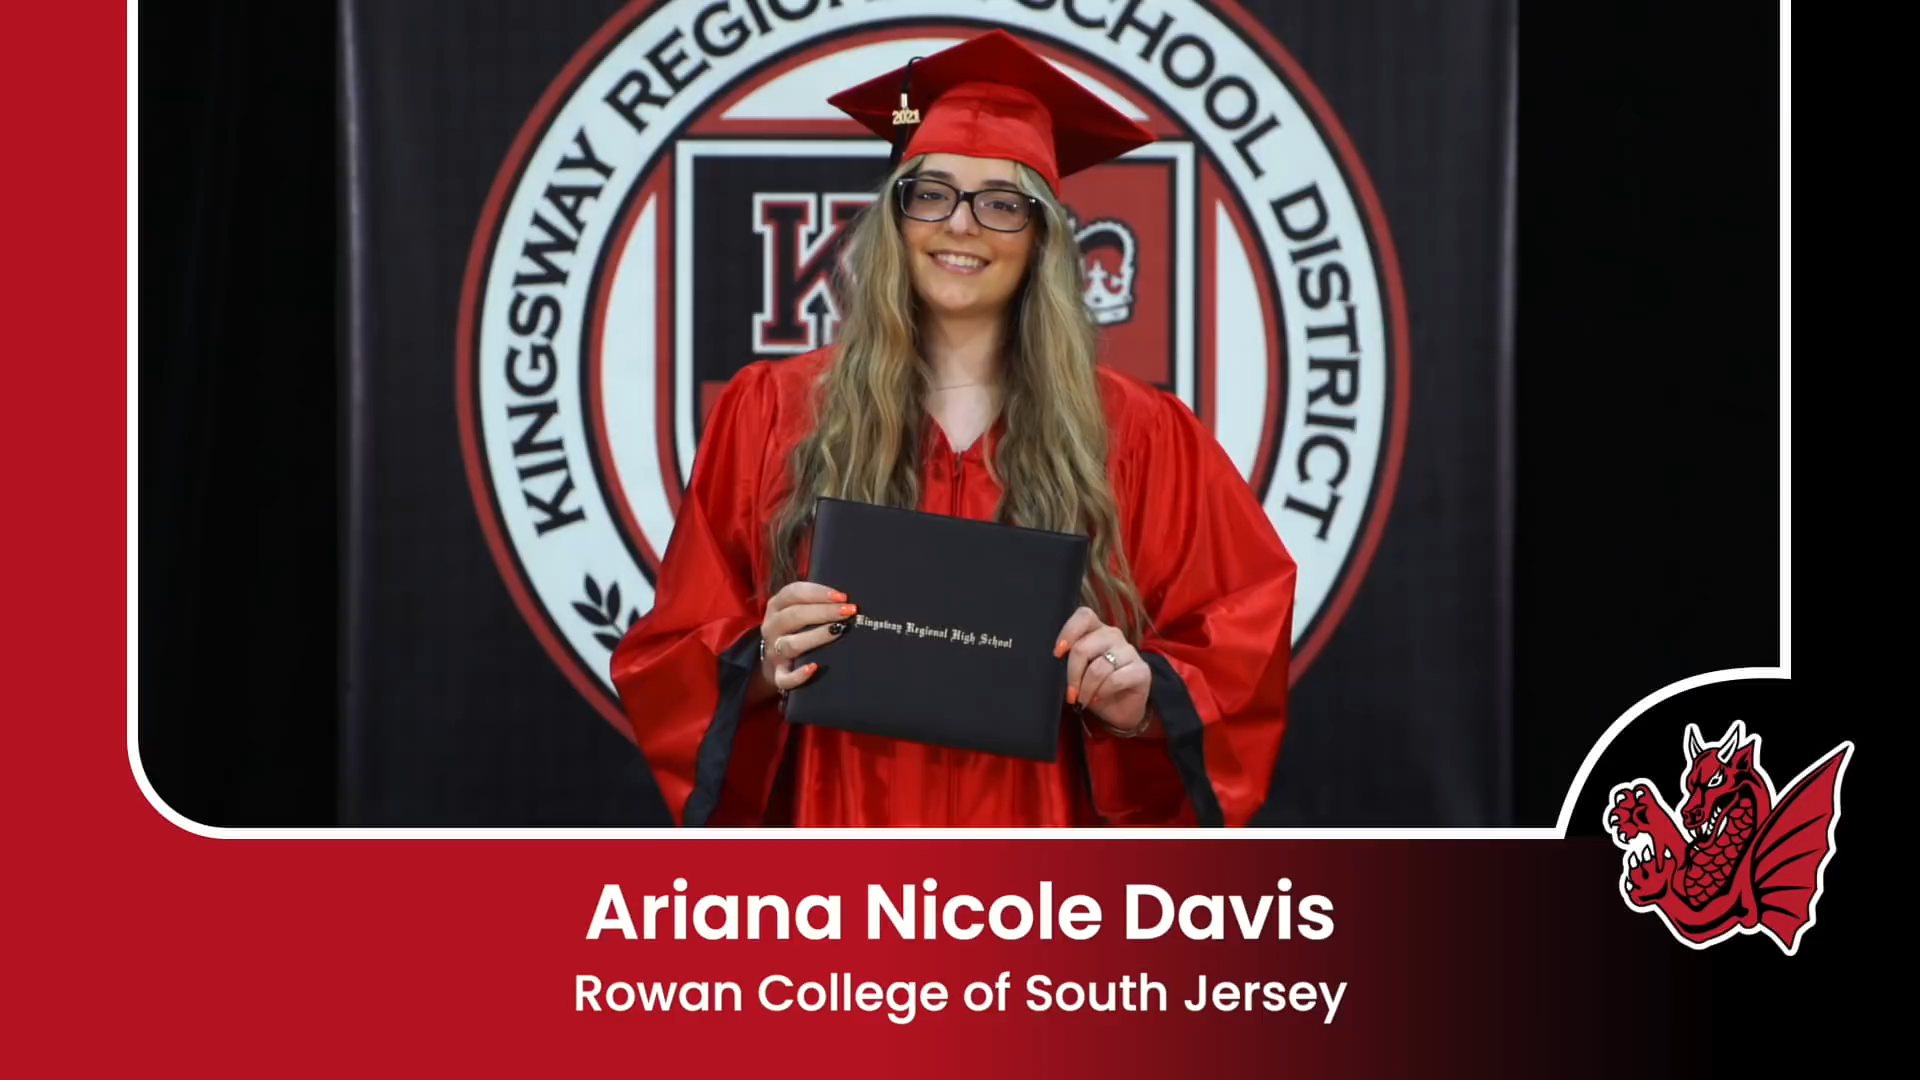 KINGSWAY REGIONAL SCHOOL DISTRICT
2021
K
Kingsway Regional High School
Ariana Nicole Davis
Rowan College of South Jersey